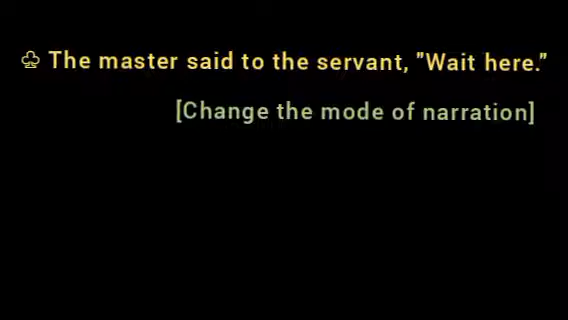 ♧ The master said to the servant, "Wait here."
[Change the mode of narration]